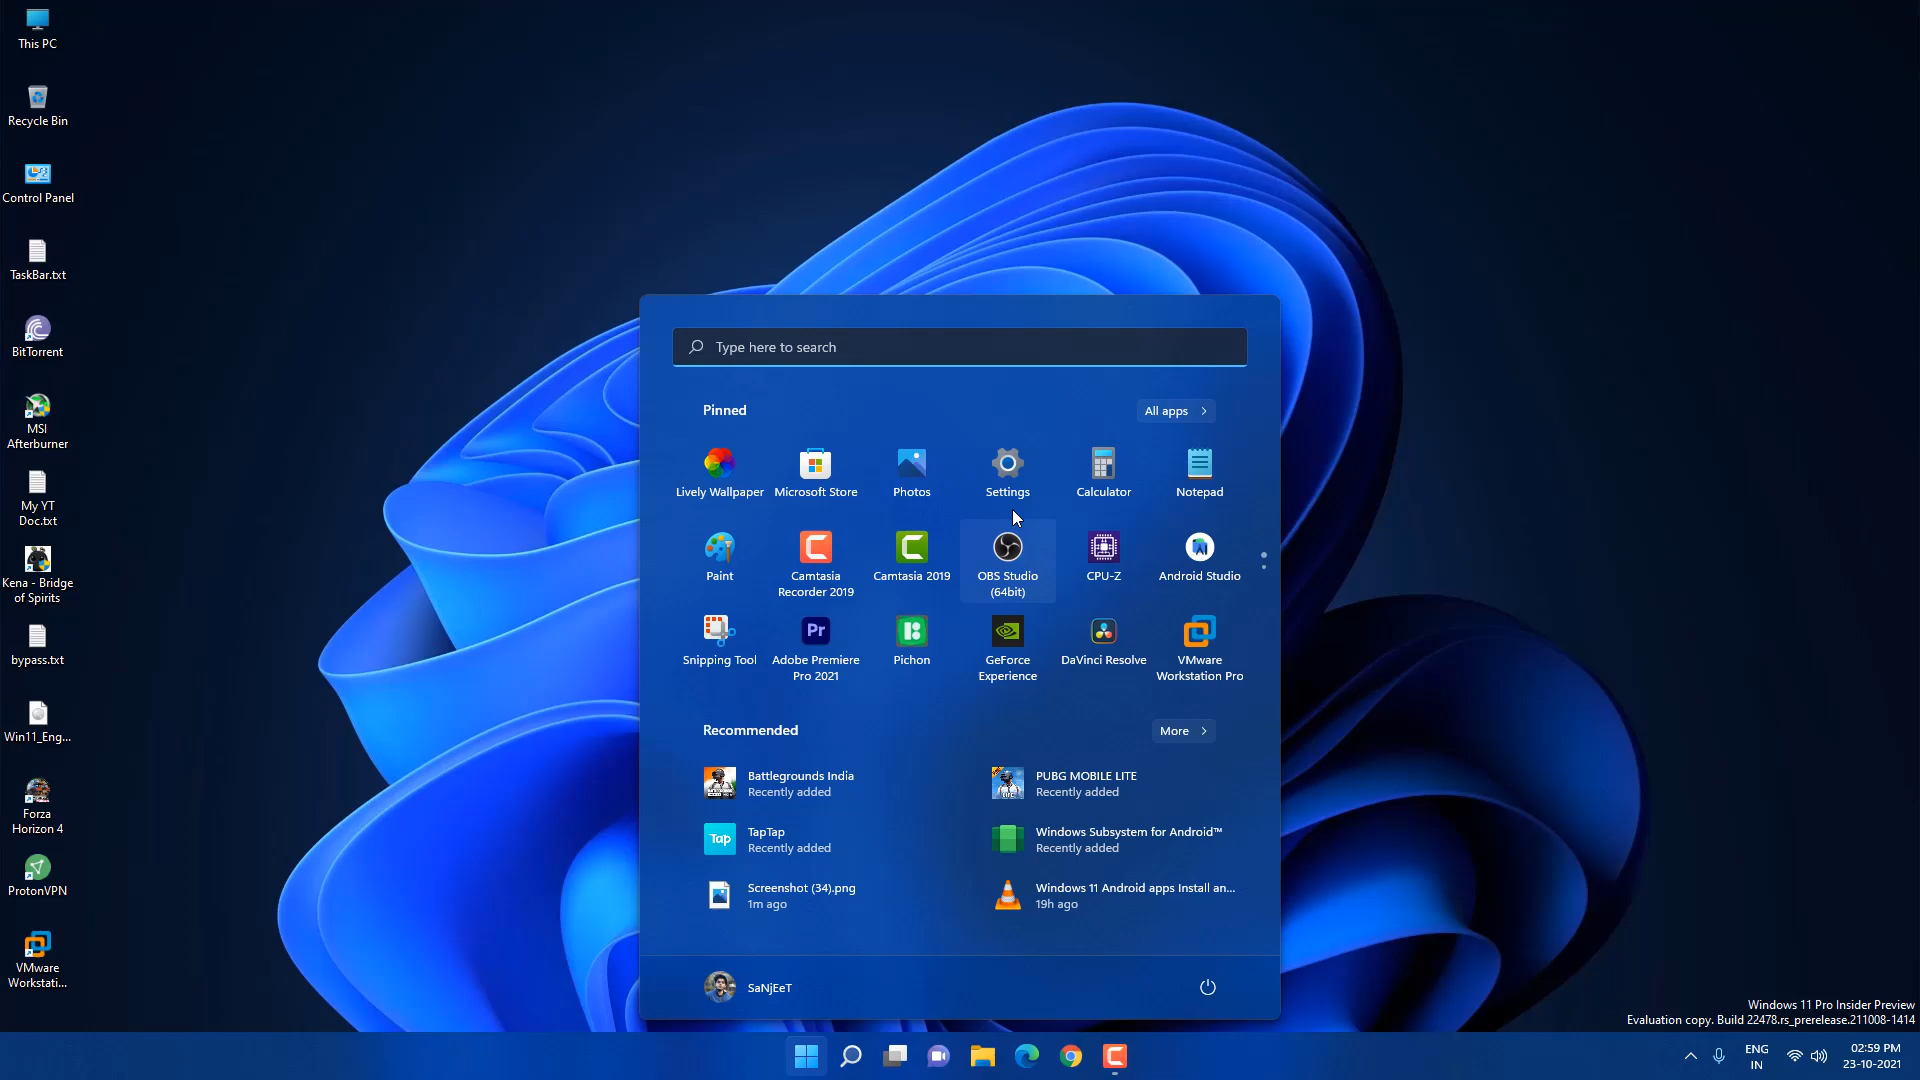 This PC
Recycle Bin
Control Panel
TaskBar.txt
BitTorrent
MSI
Afterburner
My YT
Doc.txt
Kena - Bridge
of Spirits
bypass.txt
Win11_Eng...
Forza
Horizon 4
ProtonVPN
VMware
Workstati...
Type here to search
Pinned
All apps
Lively Wallpaper
Microsoft Store
Photos
Settings
Calculator
Notepad
Paint
Camtasia
Recorder 2019
Camtasia 2019
OBS Studio
(64bit)
CPU-Z
Android Studio
Snipping Tool
Pr
Adobe Premiere
Pro 2021
Pichon
GeForce
Experience
DaVinci Resolve
VMware
Workstation Pro
Recommended
More
Battlegrounds India
Recently added
PUBG MOBILE LITE
Recently added
Tap
TapTap
Recently added
Windows Subsystem for Android™
Recently added
Screenshot (34).png
1m ago
Windows 11 Android apps Install an...
19h ago
SaNjEeT
Windows 11 Pro Insider Preview
Evaluation copy. Build 22478.rs_prerelease.211008-1414
ENG
IN
02:59 PM
23-10-2021